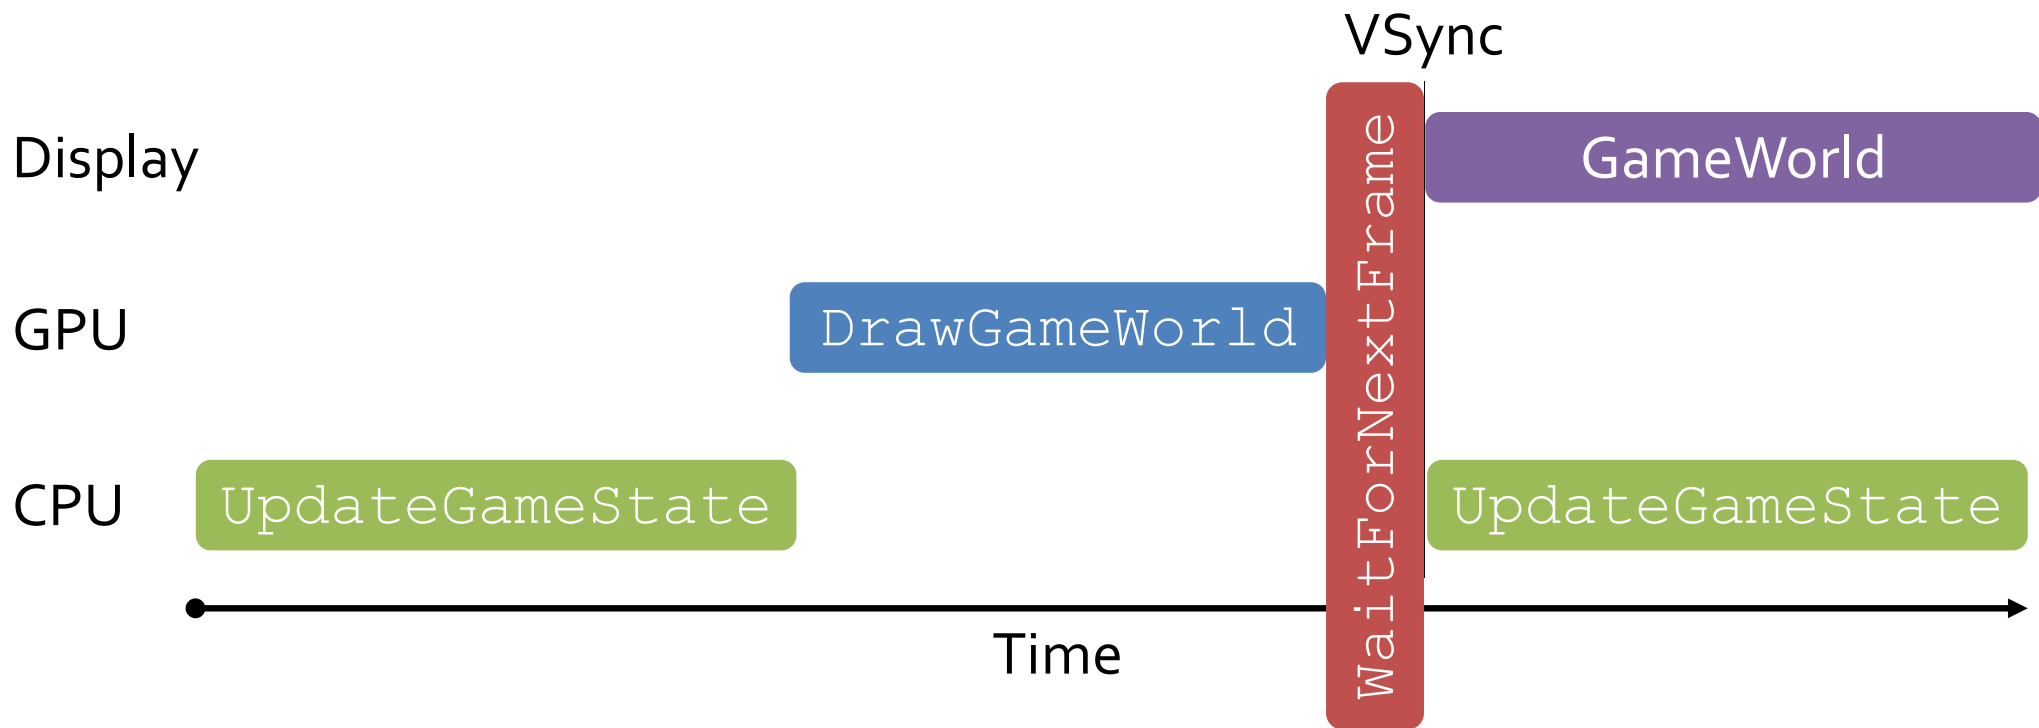 VSync
Display
GameWorld
GPU
DrawGameWorld
WaitForNextFrame
CPU
UpdateGameState
UpdateGameState
Time